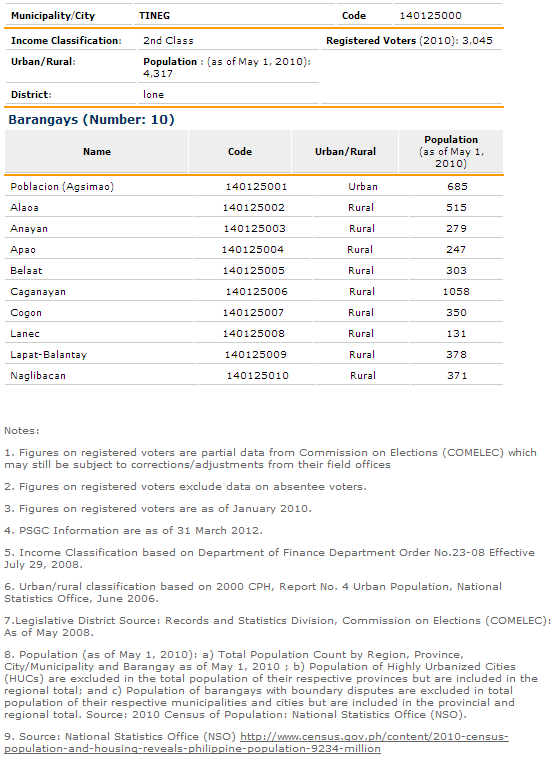 Municipality/City TINEG Code 140125000
Income Classification: 2nd Class Registered Voters (2010): 3,045
Urban/Rural: Population : (as of May 1, 2010):
4,317
District: lone
Barangays (Number: 10)
Name Code Urban/Rural Population
(as of May 1,
2010)
Poblacion (Agsimao) 140125001 Urban 685
Alaoa 140125002 Rural 515
Anayan 140125003 Rural 279
Apao 140125004 Rural 247
Belaat 140125005 Rural 303
Caganayan 140125006 Rural 1058
Cogon 140125007 Rural 350
Lanec 140125008 Rural 131
Lapat-Balantay 140125009 Rural 378
Naglibacan 140125010 Rural 371
Notes:
1. Figures on registered voters are partial data from Commission on Elections (COMELEC) which
may still be subject to corrections/adjustments from their field offices
2. Figures on registered voters exclude data on absentee voters.
3. Figures on registered voters are as of January 2010.
4. PSGC Information are as of 31 March 2012.
5. Income Classification based on Department of Finance Department Order No.23-08 Effective
July 29, 2008.
6. Urban/rural classification based on 2000 CPH, Report No. 4 Urban Population, National
Statistics Office, June 2006.
7.Legislative District Source: Records and Statistics Division, Commission on Elections (COMELEC):
As of May 2008.
8. Population (as of May 1, 2010): a) Total Population Count by Region, Province,
City/Municipality and Barangay as of May 1, 2010 ; b) Population of Highly Urbanized Cities
(HUCs) are excluded in the total population of their respective provinces but are included in the
regional total; and c) Population of barangays with boundary disputes are excluded in total
population of their respective municipalities and cities but are included in the provincial and
regional total. Source: 2010 Census of Population: National Statistics Office (NSO).
9. Source: National Statistics Office (NSO) http://www.census.gov.ph/content/2010-census-
population-and-housing-reveals-philippine-population-9234-million